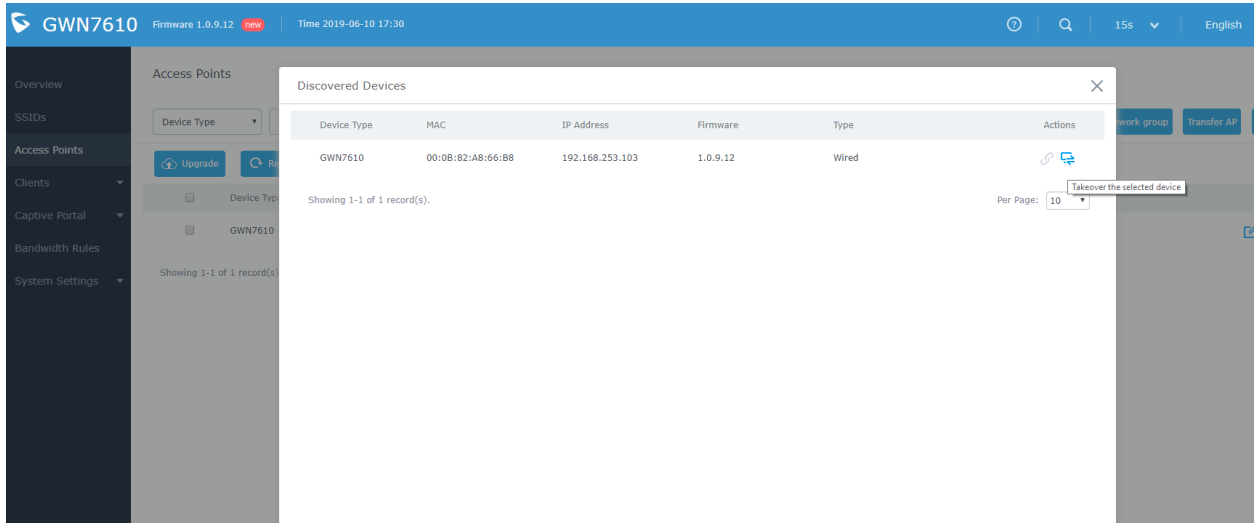 GWN7610 Firmware 1.0.9.12 new Time 2019-06-10 17:30 15s English
Overview
SSIDs
Access Points
Clients
Captive Portal
Bandwidth Rules
System Settings
Access Points
Device Type
work group Transfer AP
Upgrade Re
Device Typ
GWN7610
Showing 1-1 of 1 record(s)
Discovered Devices
Device Type MAC IP Address Firmware Type Actions
GWN7610 00:0B:82:A8:66:B8 192.168.253.103 1.0.9.12 Wired
Takeover the selected device
Showing 1-1 of 1 record(s). Per Page: 10